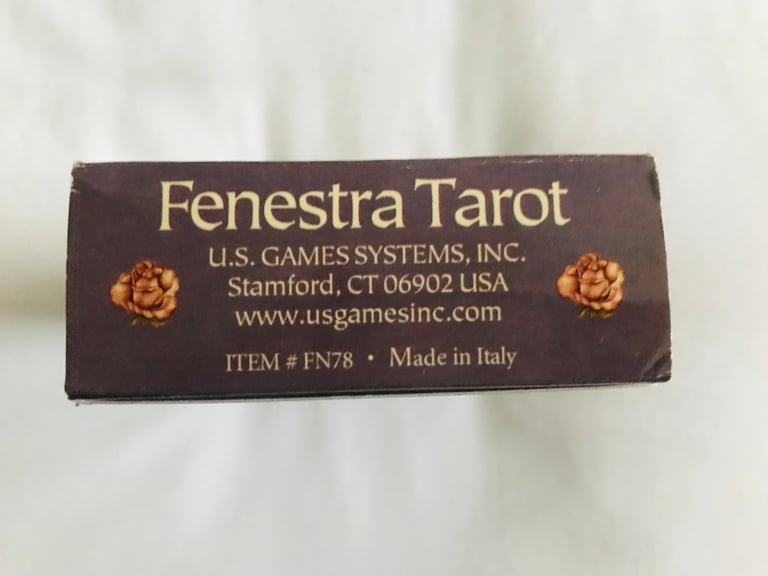 Fenestra Tarot
U.S. GAMES SYSTEMS, INC.
Stamford, CT 06902 USA
www.usgamesinc.com
ITEM # FN78 • Made in Italy